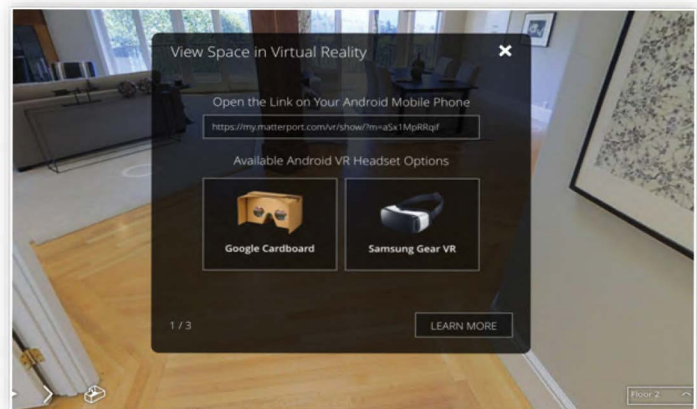 View Space in Virtual Reality
Open the Link on Your Android Mobile Phone
https://my.matterport.com/vr/show/?m=aSx1MpRRqif
Available Android VR Headset Options
Google Cardboard
Samsung Gear VR
1 / 3
LEARN MORE
Floor 2